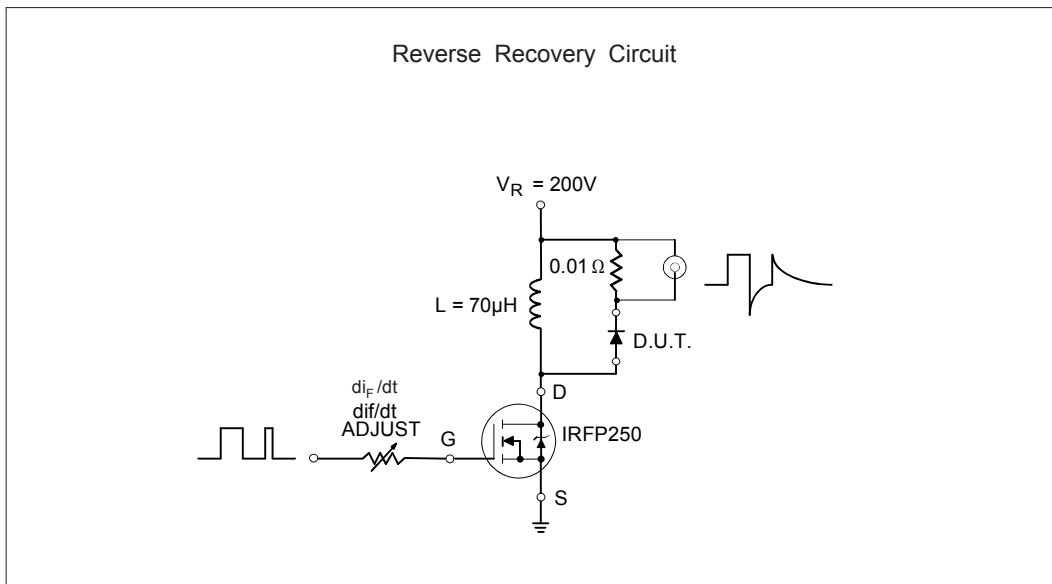 Reverse Recovery Circuit
V_R = 200V
0.01 Ω
L = 70µH
D.U.T.
di_F/dt
dif/dt
ADJUST
D
G
IRFP250
S